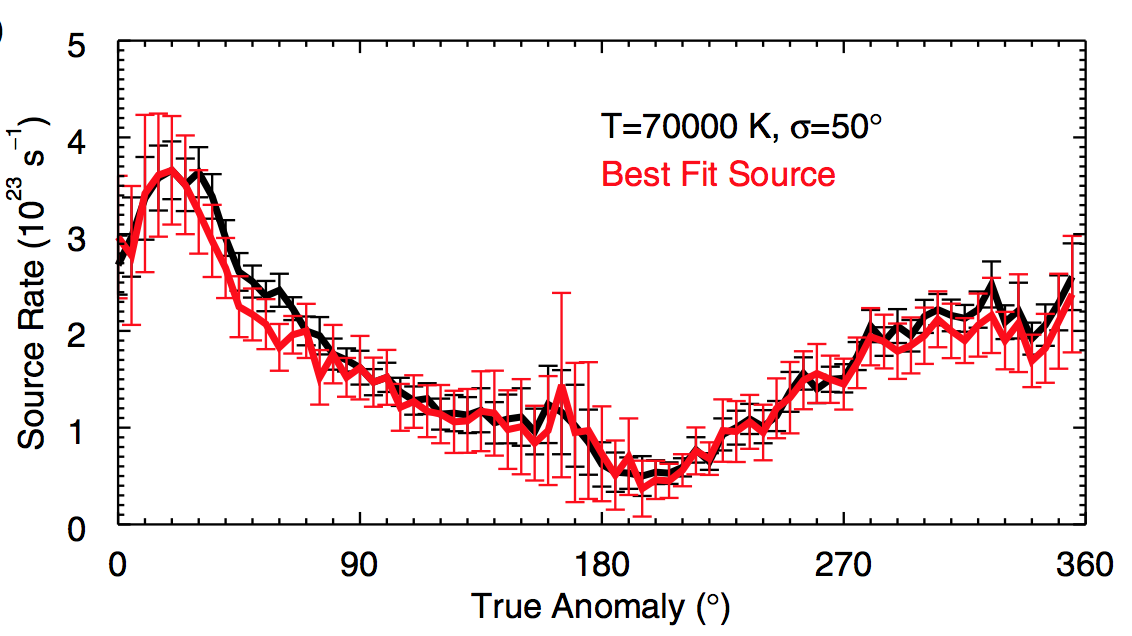 )
5
4
3
2
1
0
Source Rate (10²³ s⁻¹)
T=70000 K, σ=50°
Best Fit Source
0 90 180 270 360
True Anomaly (°)